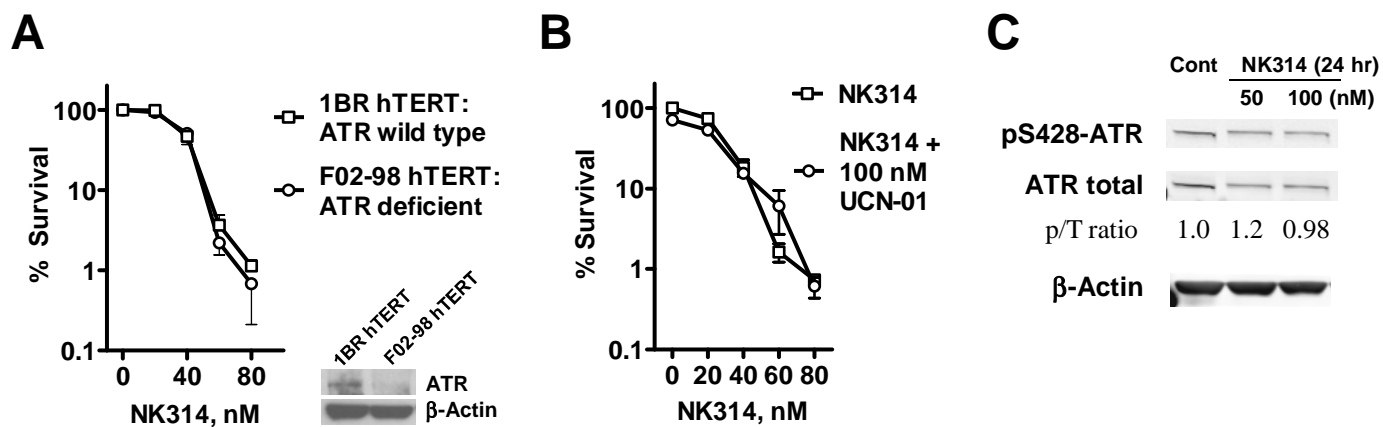 A
% Survival
100
10
1
0.1
0 40 80
NK314, nM
1BR hTERT:
ATR wild type
F02-98 hTERT:
ATR deficient
1BR hTERT
F02-98 hTERT
ATR
β-Actin
B
% Survival
100
10
1
0.1
0 20 40 60 80
NK314, nM
NK314
NK314 +
100 nM
UCN-01
C
Cont NK314 (24 hr)
50 100 (nM)
pS428-ATR
ATR total
p/T ratio 1.0 1.2 0.98
β-Actin